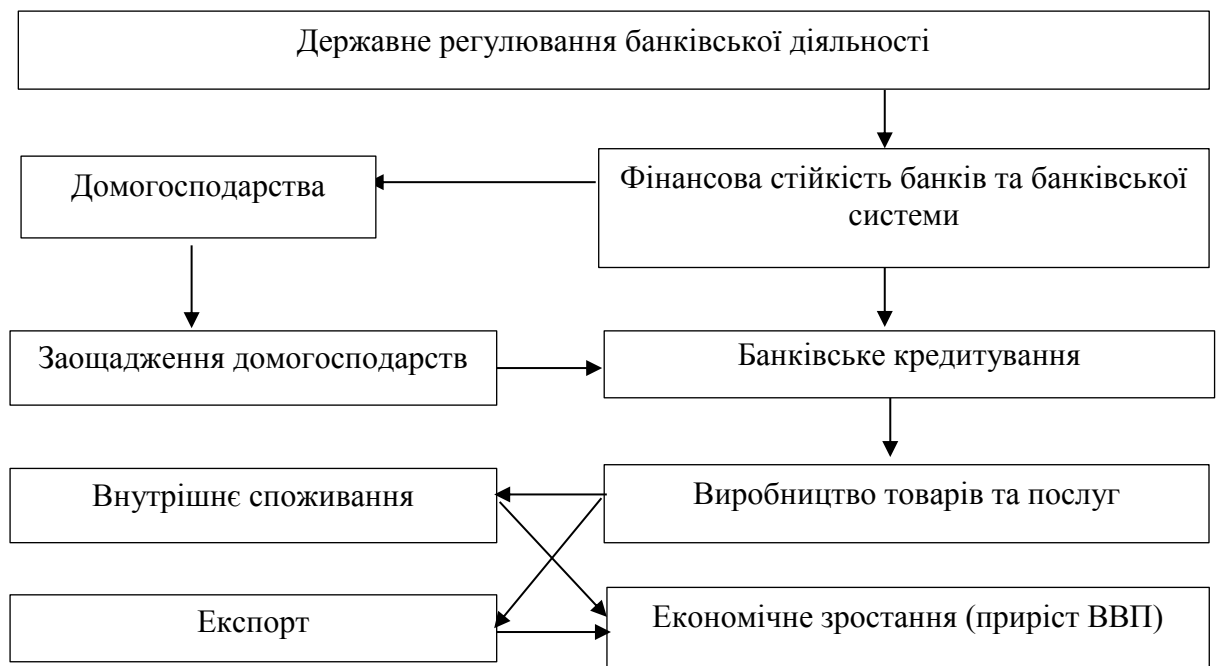 Державне регулювання банківської діяльності
Домогосподарства
Фінансова стійкість банків та банківської
системи
Заощадження домогосподарств
Банківське кредитування
Внутрішнє споживання
Виробництво товарів та послуг
Експорт
Економічне зростання (приріст ВВП)